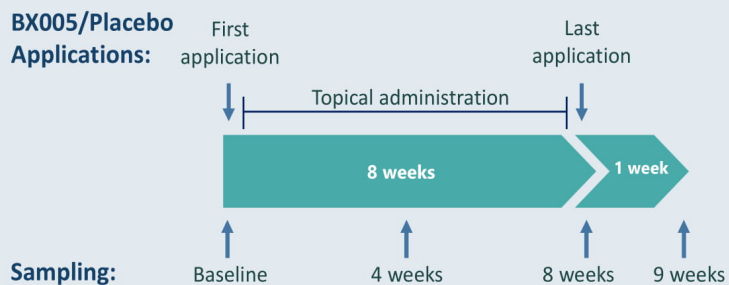 BX005/Placebo
Applications:
First
application
Last
application
Topical administration
8 weeks
1 week
Sampling:
Baseline
4 weeks
8 weeks
9 weeks